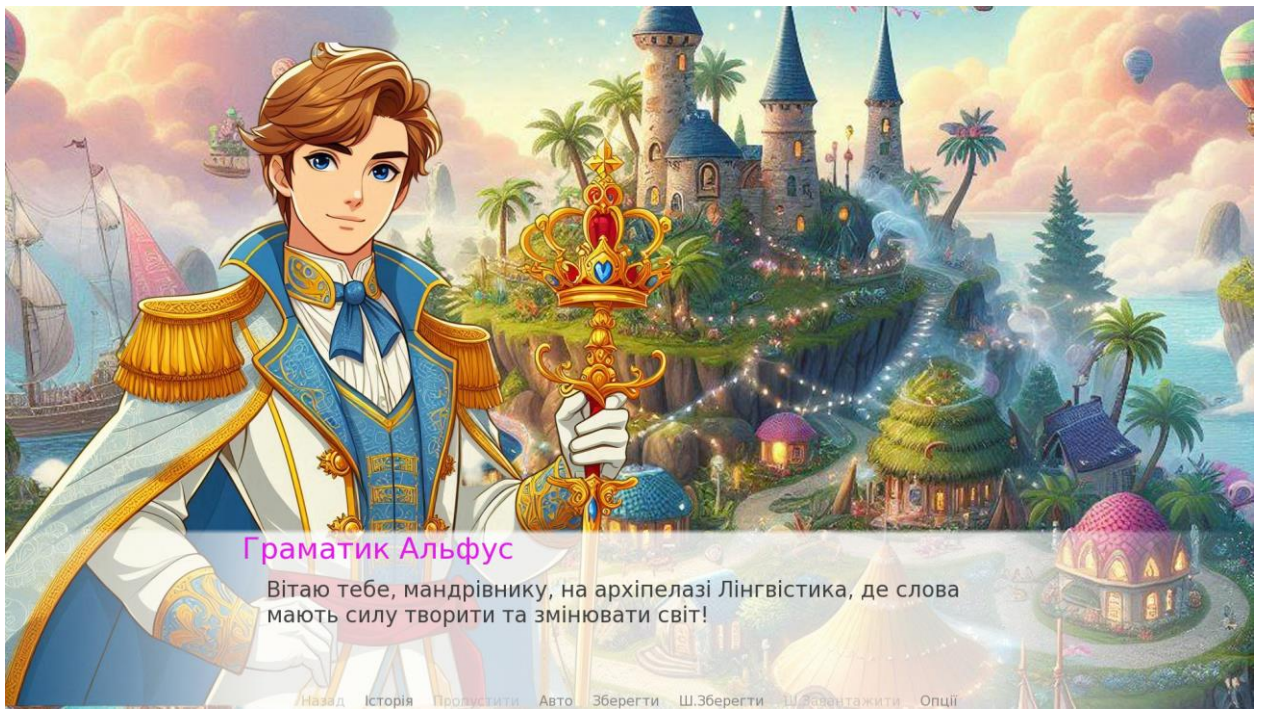 Граматик Альфус
Вітаю тебе, мандрівнику, на архіпелазі Лінгвістика, де слова
мають силу творити та змінювати світ!
Назад Історія Пропустити Авто Зберегти Ш.Зберегти Ш.Завантажити Опції